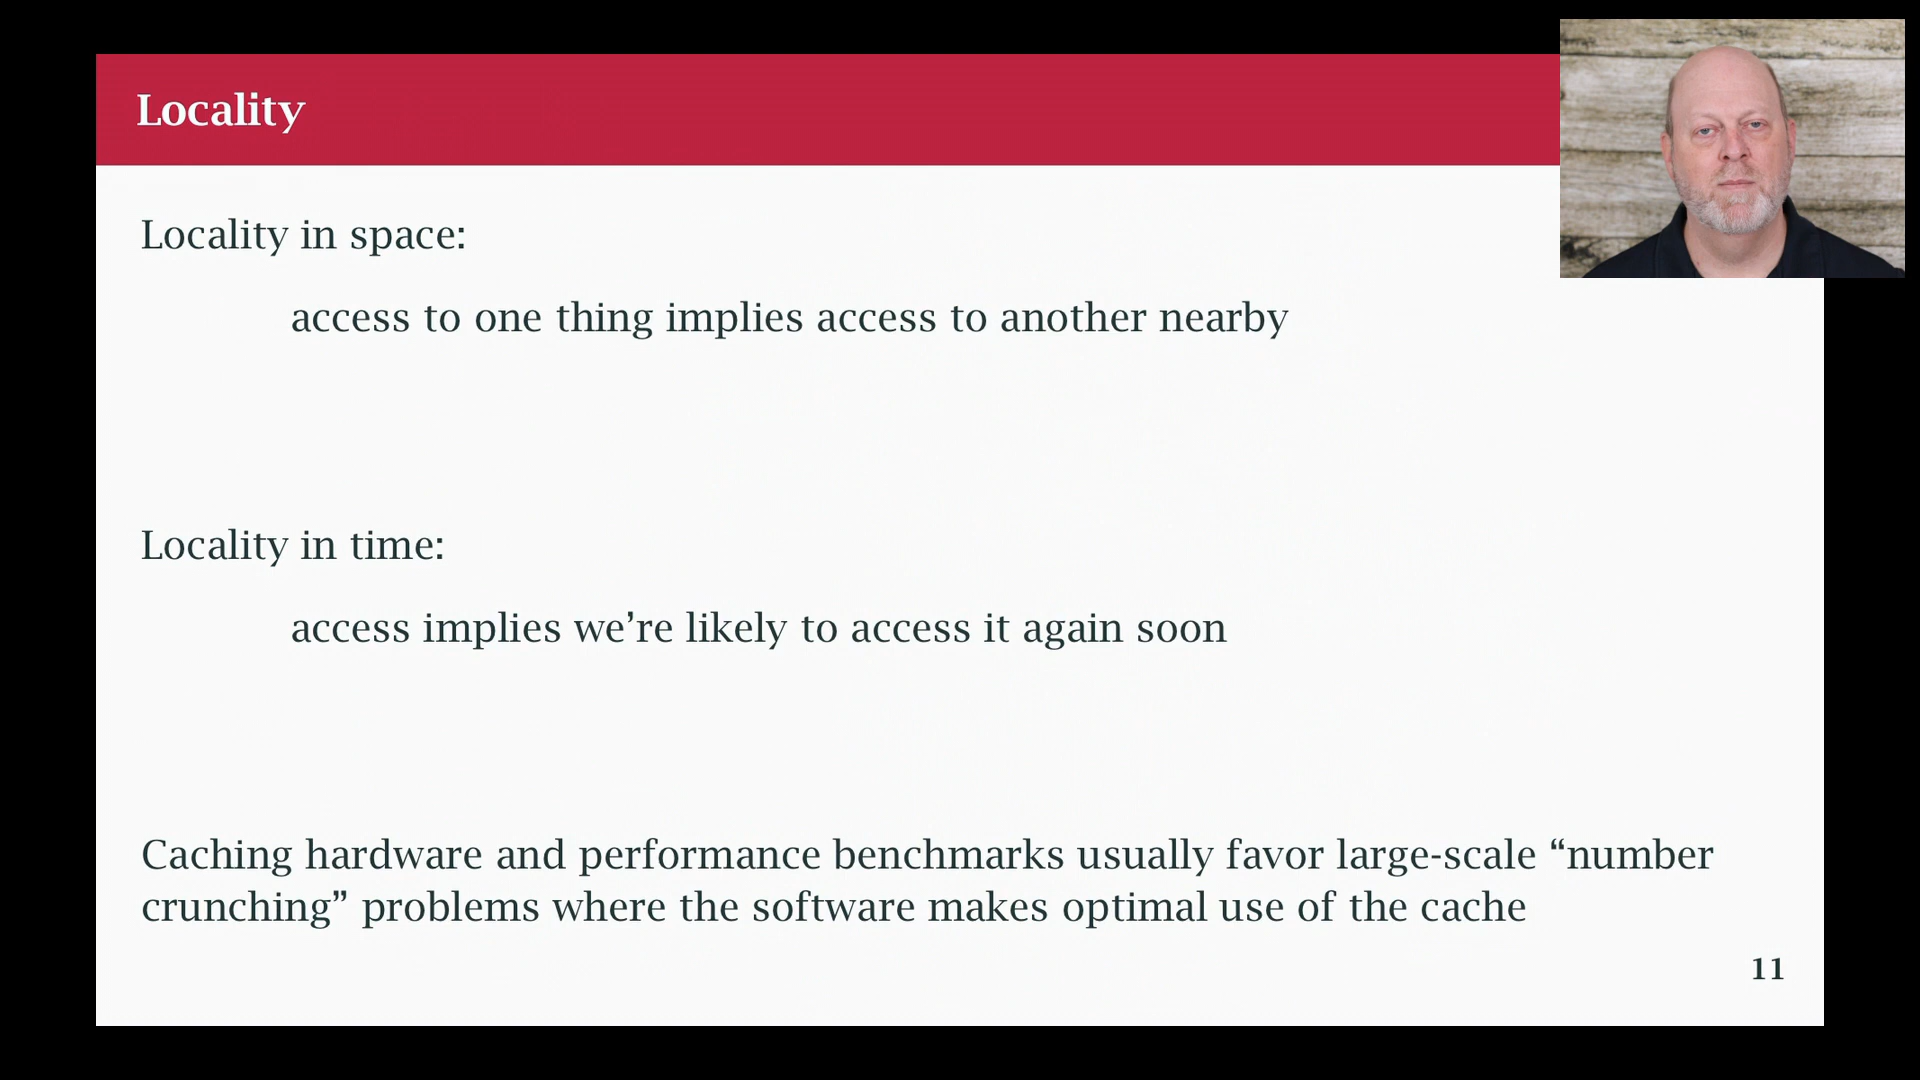 Locality
Locality in space:
access to one thing implies access to another nearby
Locality in time:
access implies we’re likely to access it again soon
Caching hardware and performance benchmarks usually favor large-scale “number
crunching” problems where the software makes optimal use of the cache
11